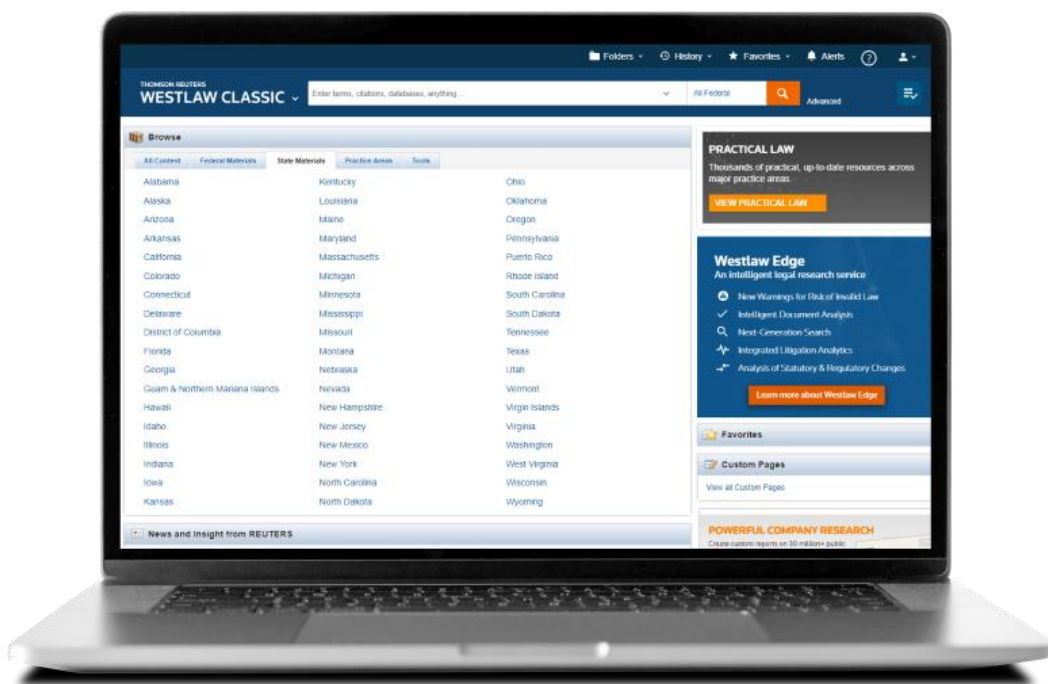 Folders History Favorites Alerts ?
THOMSON REUTERS
WESTLAW CLASSIC
Enter terms, citations, databases, anything ...
All Federal
Advanced
Browse
All Content Federal Materials State Materials Practice Areas Tools
Alabama Kentucky Ohio
Alaska Louisiana Oklahoma
Arizona Maine Oregon
Arkansas Maryland Pennsylvania
California Massachusetts Puerto Rico
Colorado Michigan Rhode Island
Connecticut Minnesota South Carolina
Delaware Mississippi South Dakota
District of Columbia Missouri Tennessee
Florida Montana Texas
Georgia Nebraska Utah
Guam & Northern Mariana Islands Nevada Vermont
Hawaii New Hampshire Virgin Islands
Idaho New Jersey Virginia
Illinois New Mexico Washington
Indiana New York West Virginia
Iowa North Carolina Wisconsin
Kansas North Dakota Wyoming
News and Insight from REUTERS
PRACTICAL LAW
Thousands of practical, up-to-date resources across
major practice areas.
VIEW PRACTICAL LAW
Westlaw Edge
An intelligent legal research service
New Warnings for Risk of Invalid Law
Intelligent Document Analysis
Next-Generation Search
Integrated Litigation Analytics
Analysis of Statutory & Regulatory Changes
Learn more about Westlaw Edge
Favorites
Custom Pages
View all Custom Pages
POWERFUL COMPANY RESEARCH
Create custom reports on 30 million+ public